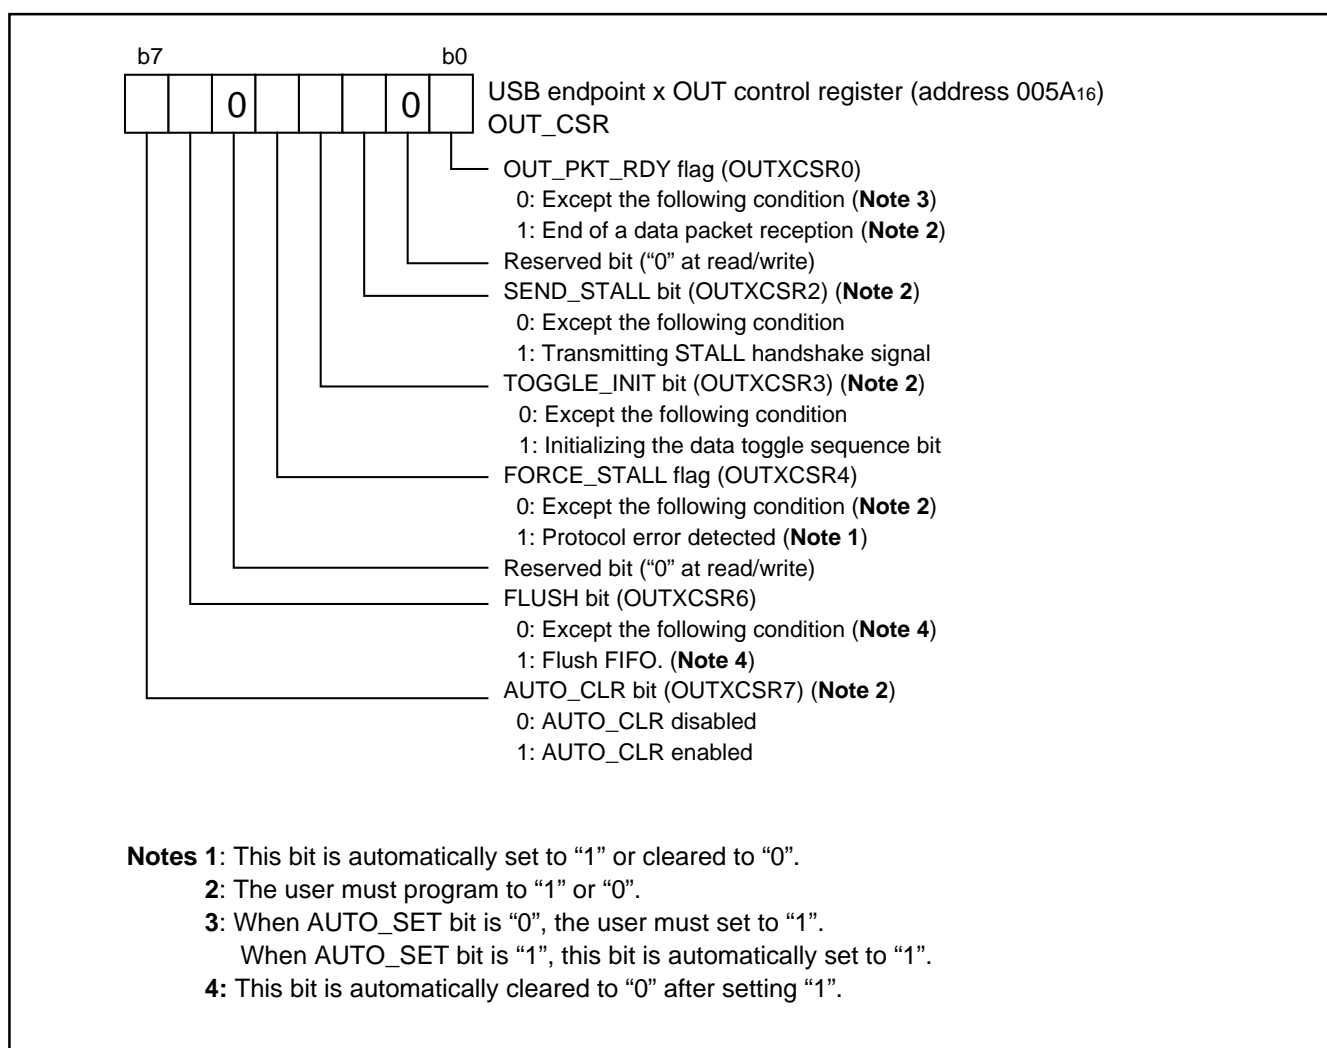 b7 b0
0 0
USB endpoint x OUT control register (address 005A16)
OUT_CSR
OUT_PKT_RDY flag (OUTXCSR0)
0: Except the following condition (Note 3)
1: End of a data packet reception (Note 2)
Reserved bit (“0” at read/write)
SEND_STALL bit (OUTXCSR2) (Note 2)
0: Except the following condition
1: Transmitting STALL handshake signal
TOGGLE_INIT bit (OUTXCSR3) (Note 2)
0: Except the following condition
1: Initializing the data toggle sequence bit
FORCE_STALL flag (OUTXCSR4)
0: Except the following condition (Note 2)
1: Protocol error detected (Note 1)
Reserved bit (“0” at read/write)
FLUSH bit (OUTXCSR6)
0: Except the following condition (Note 4)
1: Flush FIFO. (Note 4)
AUTO_CLR bit (OUTXCSR7) (Note 2)
0: AUTO_CLR disabled
1: AUTO_CLR enabled
Notes 1: This bit is automatically set to “1” or cleared to “0”.
2: The user must program to “1” or “0”.
3: When AUTO_SET bit is “0”, the user must set to “1”.
When AUTO_SET bit is “1”, this bit is automatically set to “1”.
4: This bit is automatically cleared to “0” after setting “1”.